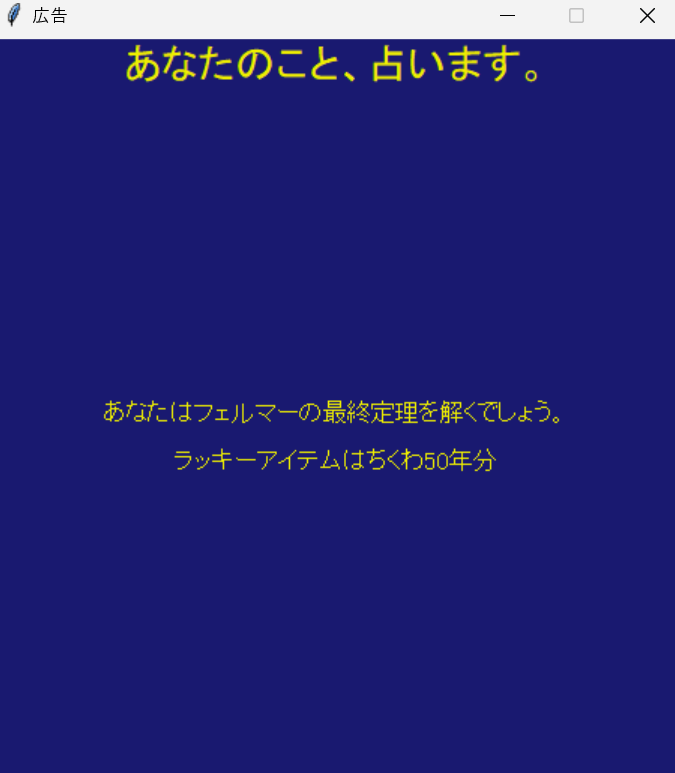 広告
あなたのこと、占います。
あなたはフェルマーの最終定理を解くでしょう。
ラッキーアイテムはちくわ50年分